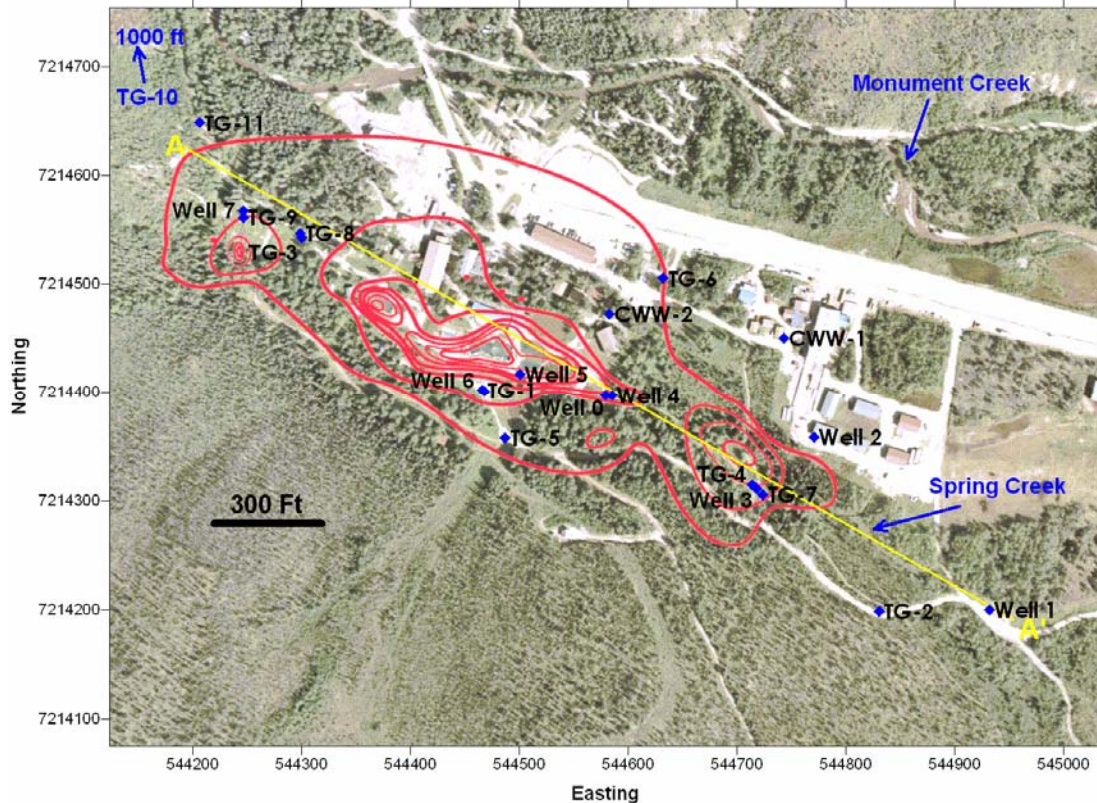 1000 ft
TG-10
7214700
7214600
7214500
7214400
7214300
7214200
7214100
Northing
Monument Creek
TG-11
A
Well 7
TG-9
TG-8
TG-3
TG-6
CWW-2
CWW-1
Well 5
Well 6
TG-1
Well 4
Well 0
TG-5
Well 2
TG-4
Well 3
TG-7
300 Ft
Spring Creek
TG-2
Well 1
A'
544200
544300
544400
544500
544600
544700
544800
544900
545000
Easting